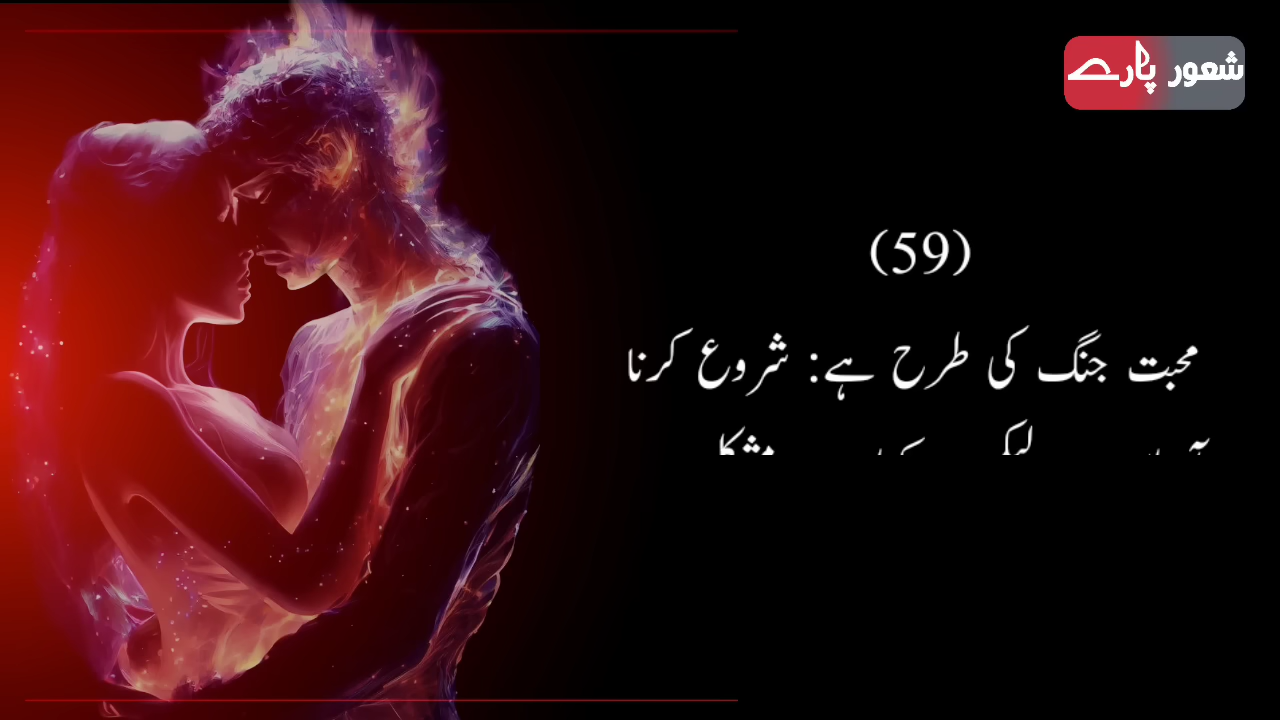 شعور پارے
(59)
محبت جنگ کی طرح ہے: شروع کرنا